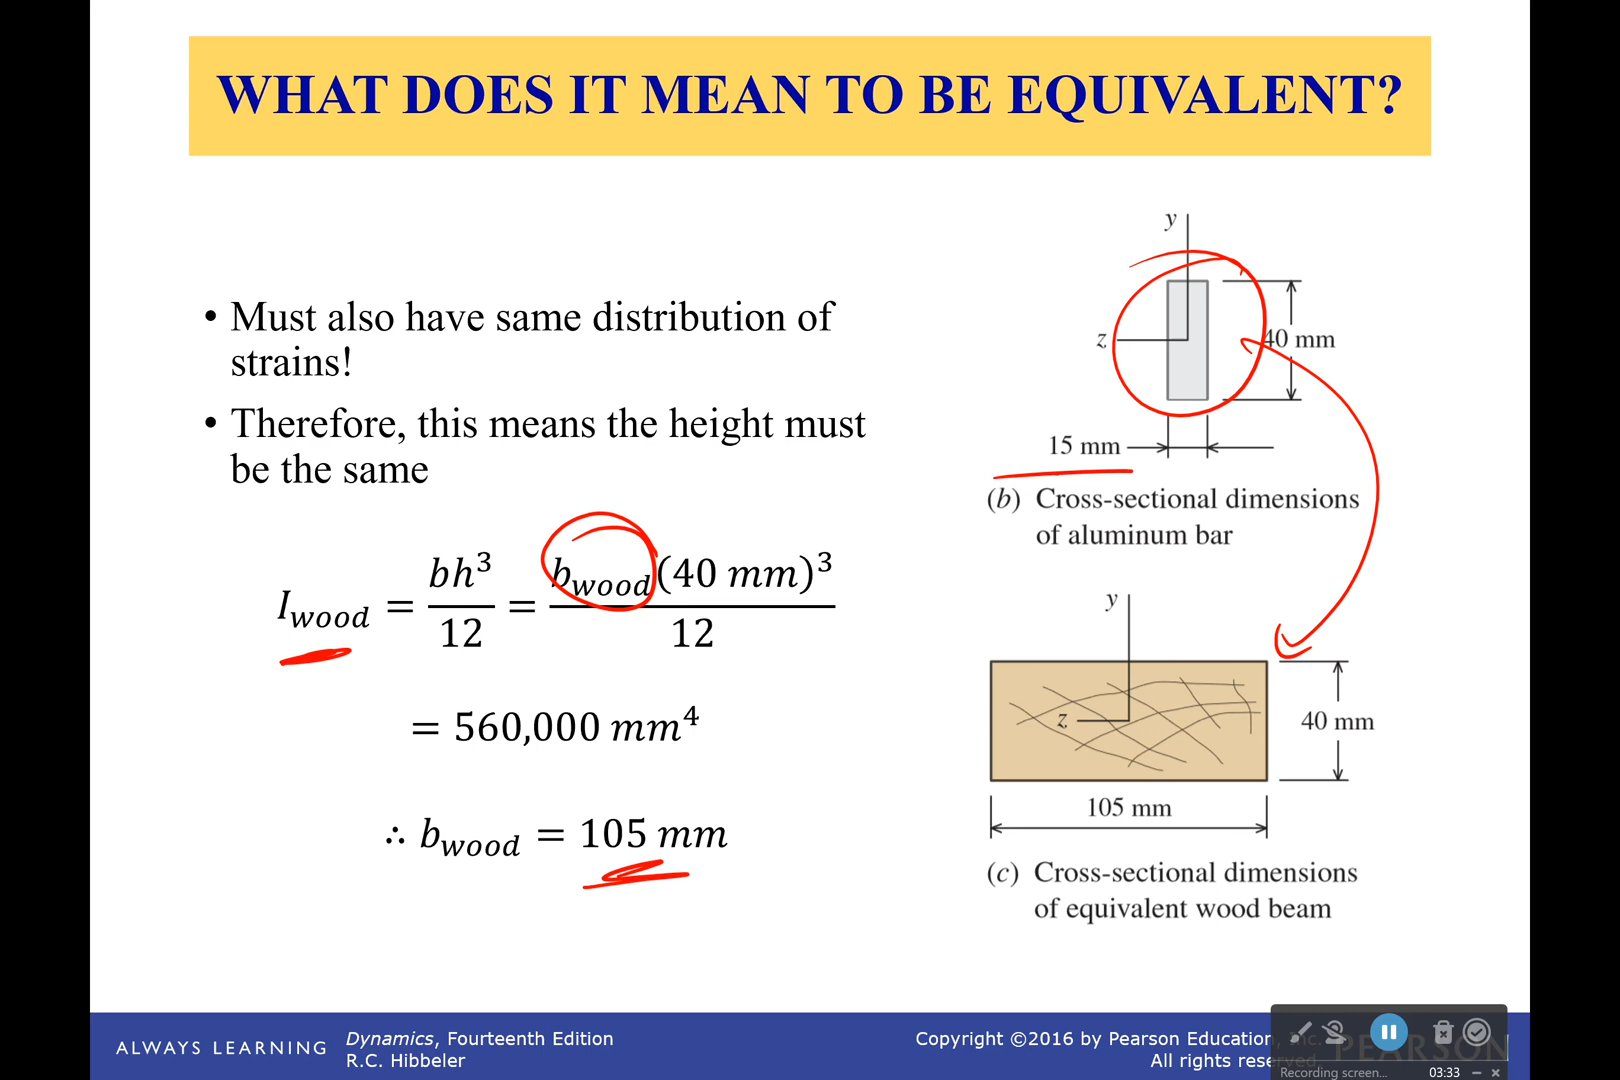 WHAT DOES IT MEAN TO BE EQUIVALENT?
• Must also have same distribution of
strains!
• Therefore, this means the height must
be the same
I_wood = bh³/12 = b_wood(40 mm)³/12
= 560,000 mm⁴
∴ b_wood = 105 mm
y
z
40 mm
15 mm
(b) Cross-sectional dimensions
of aluminum bar
y
z
40 mm
105 mm
(c) Cross-sectional dimensions
of equivalent wood beam
ALWAYS LEARNING
Dynamics, Fourteenth Edition
R.C. Hibbeler
Copyright ©2016 by Pearson Education, Inc.
All rights reserved.
PEARSON
Recording screen...
03:33